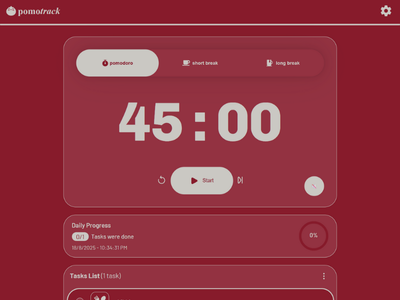 pomotrack
pomodoro
short break
long break
45:00
Start
Daily Progress
0/1 Tasks were done
18/8/2025 - 10:34:31 PM
0%
Tasks List (1 task)